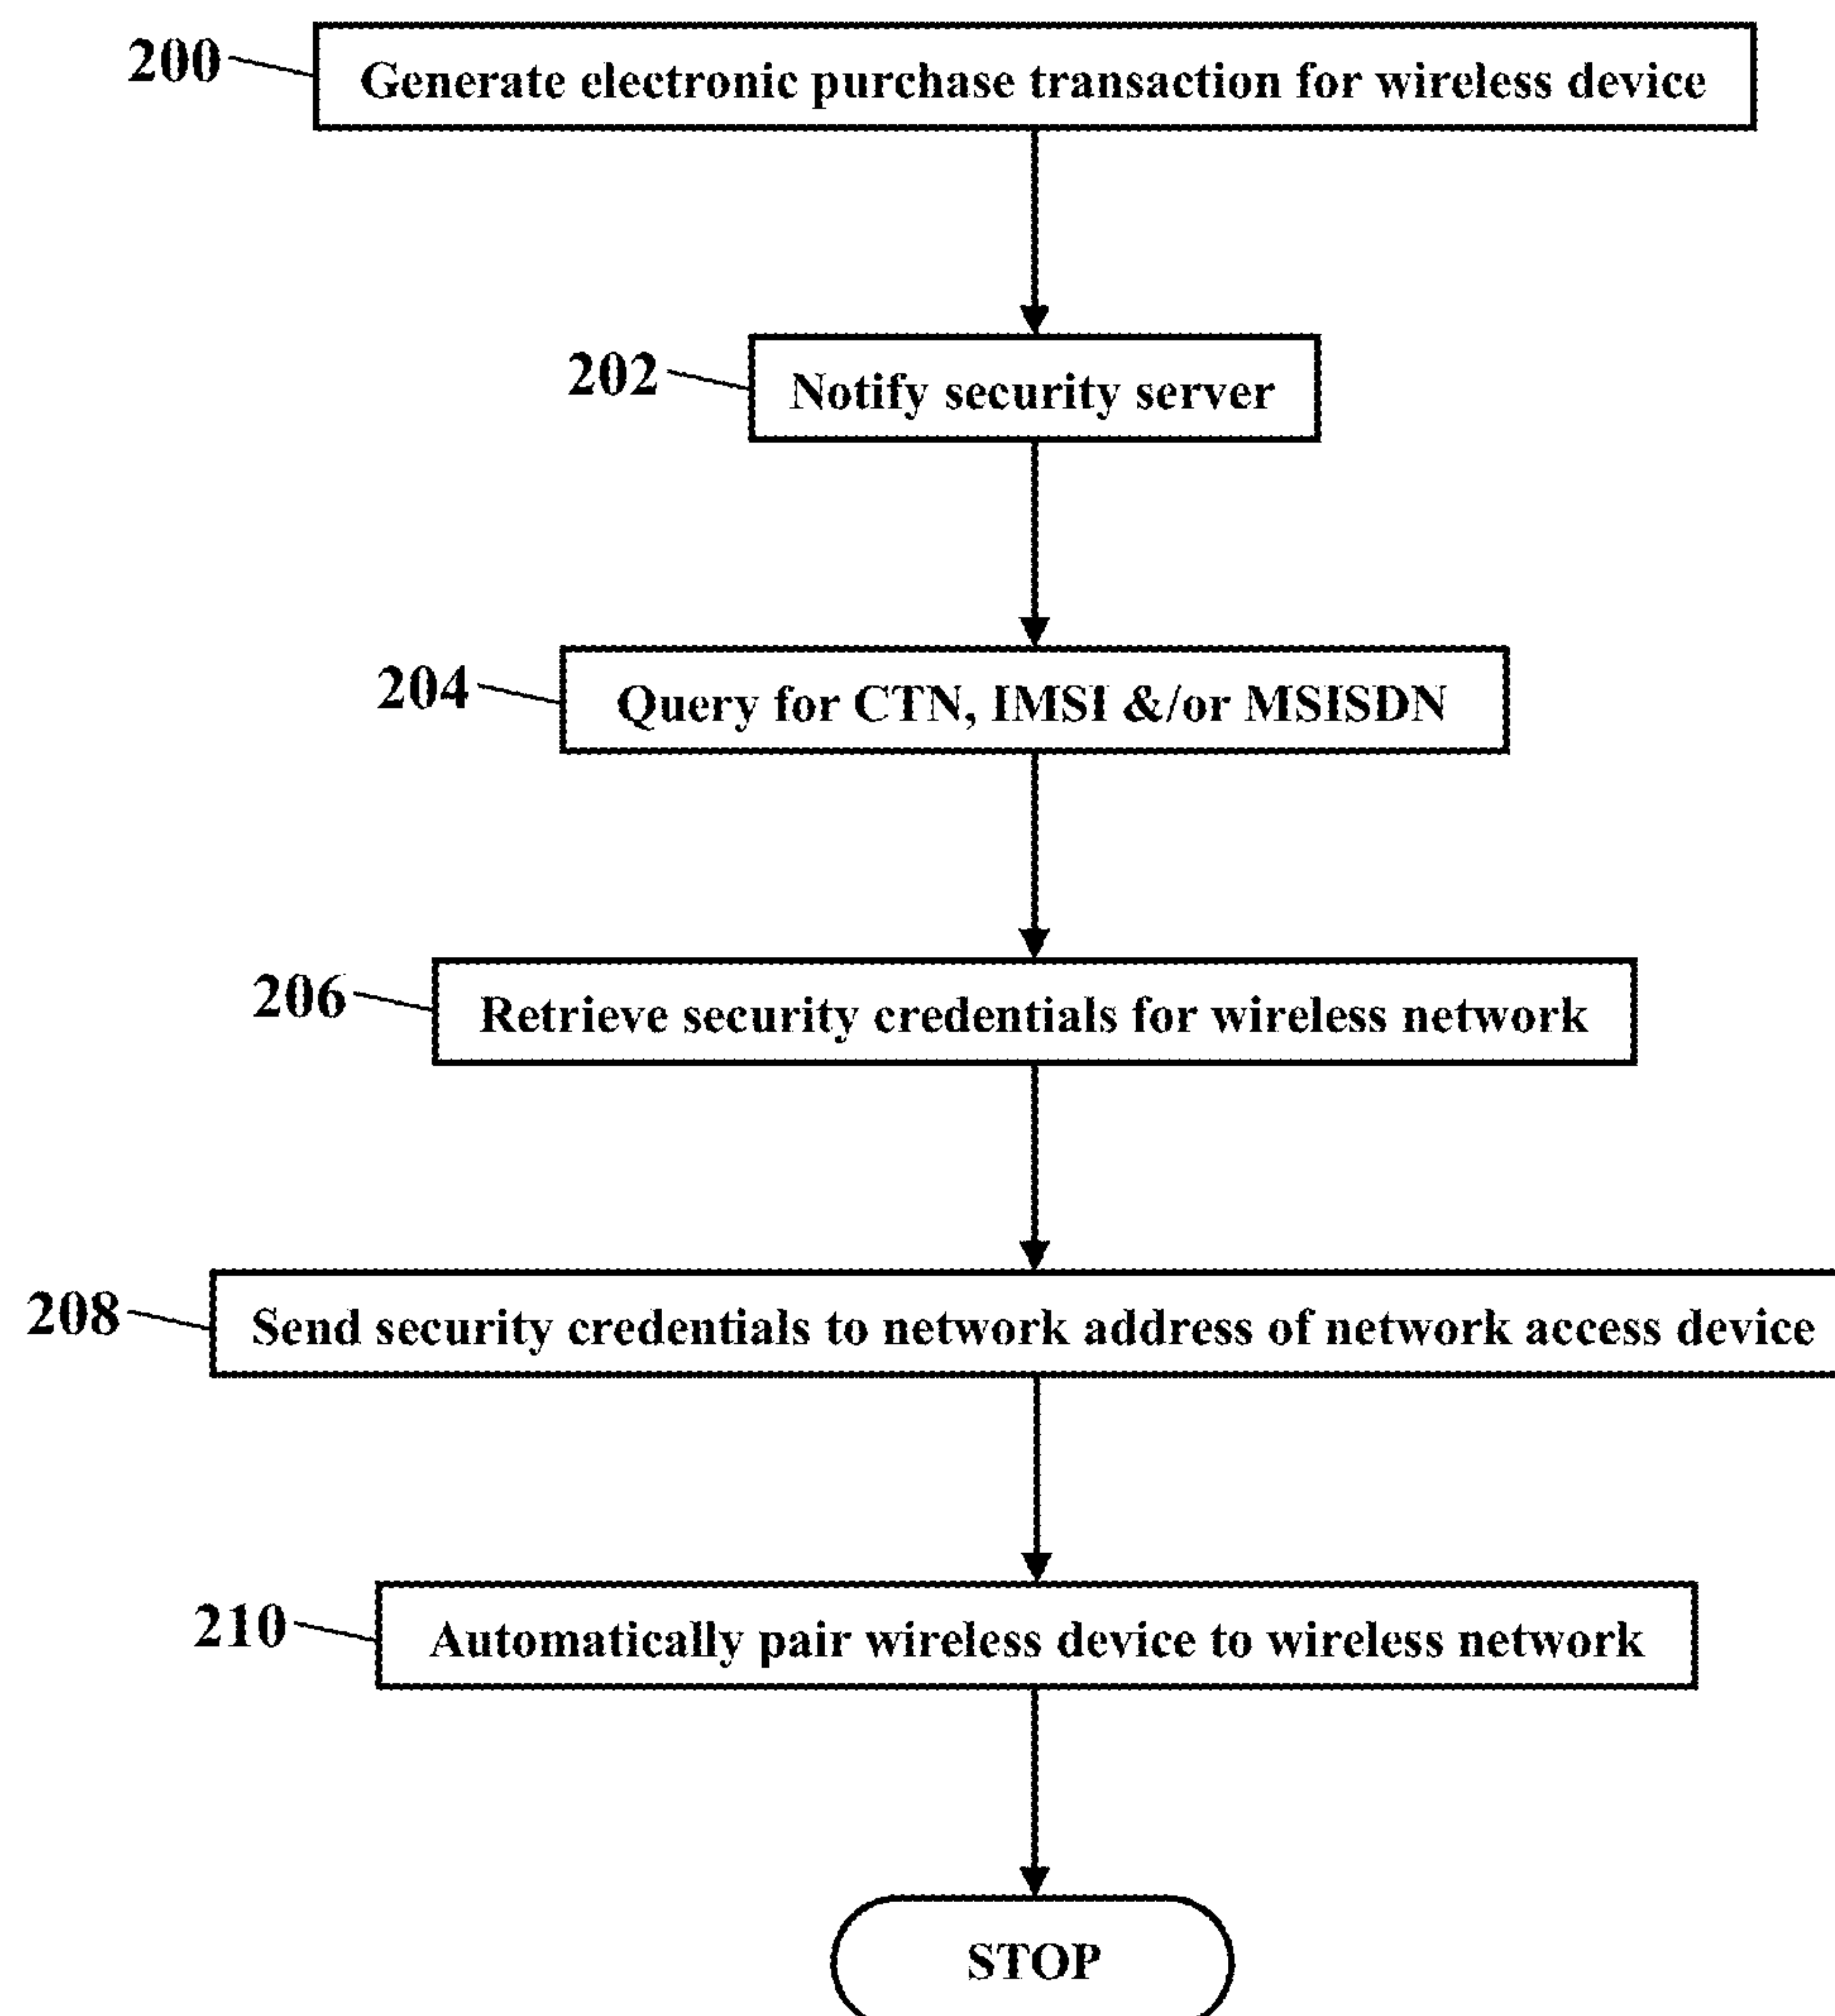 200
Generate electronic purchase transaction for wireless device
202
Notify security server
204
Query for CTN, IMSI &/or MSISDN
206
Retrieve security credentials for wireless network
208
Send security credentials to network address of network access device
210
Automatically pair wireless device to wireless network
STOP